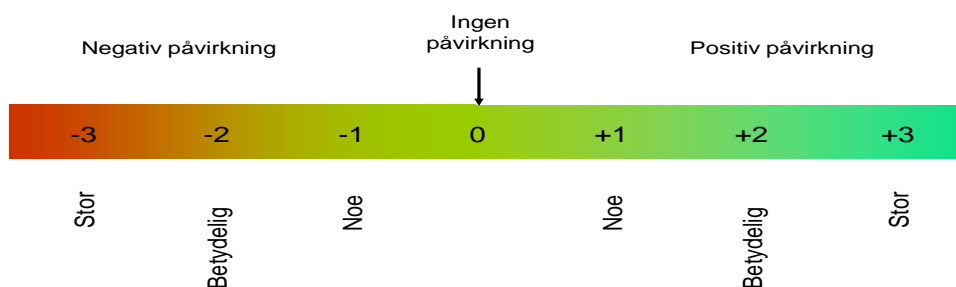 Ingen
påvirkning
Negativ påvirkning
Positiv påvirkning
-3 -2 -1 0 +1 +2 +3
Stor
Betydelig
Noe
Noe
Betydelig
Stor